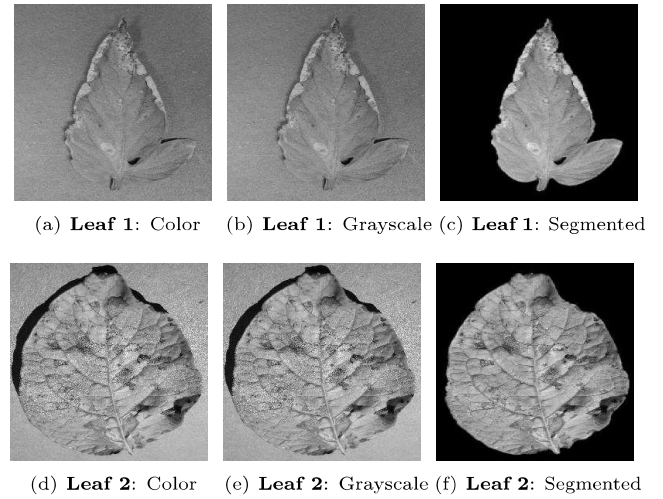 (a) Leaf 1: Color (b) Leaf 1: Grayscale (c) Leaf 1: Segmented
(d) Leaf 2: Color (e) Leaf 2: Grayscale (f) Leaf 2: Segmented